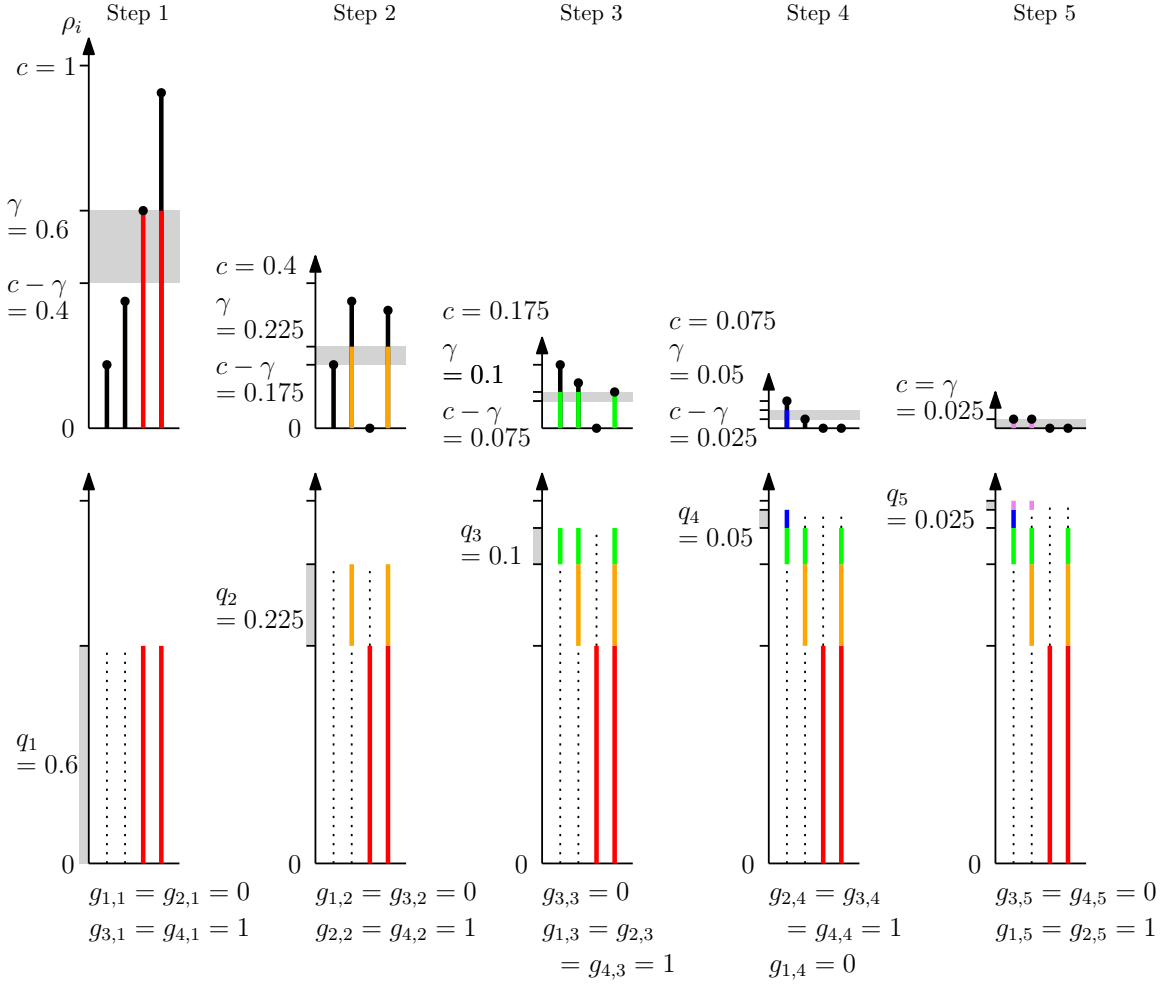 Step 1
Step 2
Step 3
Step 4
Step 5
ρ_i
c = 1
γ
= 0.6
c − γ
= 0.4
0
c = 0.4
γ
= 0.225
c − γ
= 0.175
0
c = 0.175
γ
= 0.1
c − γ
= 0.075
c = 0.075
γ
= 0.05
c − γ
= 0.025
c = γ
= 0.025
q_1
= 0.6
0
q_2
= 0.225
0
q_3
= 0.1
0
q_4
= 0.05
0
q_5
= 0.025
0
g_{1,1} = g_{2,1} = 0
g_{3,1} = g_{4,1} = 1
g_{1,2} = g_{3,2} = 0
g_{2,2} = g_{4,2} = 1
g_{3,3} = 0
g_{1,3} = g_{2,3}
= g_{4,3} = 1
g_{2,4} = g_{3,4}
= g_{4,4} = 1
g_{1,4} = 0
g_{3,5} = g_{4,5} = 0
g_{1,5} = g_{2,5} = 1